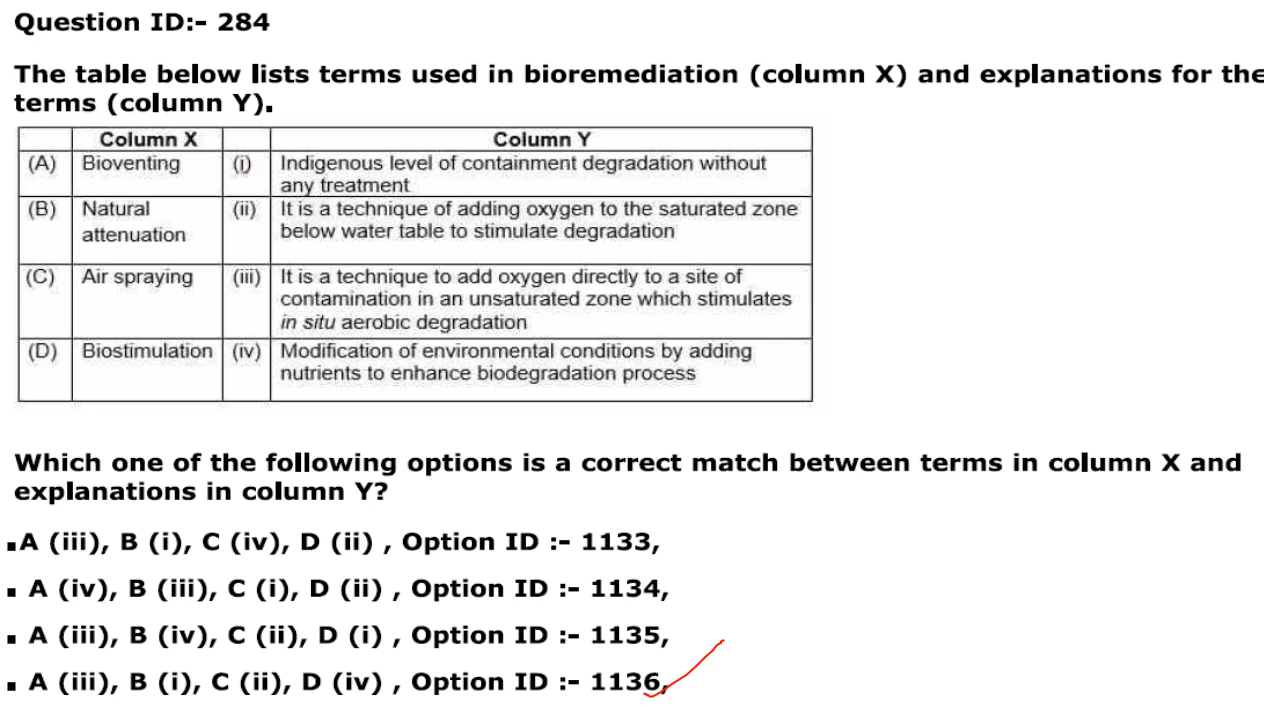 Question ID:- 284
The table below lists terms used in bioremediation (column X) and explanations for the
terms (column Y).
Column X Column Y
(A) Bioventing (i) Indigenous level of containment degradation without
any treatment
(B) Natural (ii) It is a technique of adding oxygen to the saturated zone
attenuation below water table to stimulate degradation
(C) Air spraying (iii) It is a technique to add oxygen directly to a site of
contamination in an unsaturated zone which stimulates
in situ aerobic degradation
(D) Biostimulation (iv) Modification of environmental conditions by adding
nutrients to enhance biodegradation process
Which one of the following options is a correct match between terms in column X and
explanations in column Y?
▪A (iii), B (i), C (iv), D (ii) , Option ID :- 1133,
▪ A (iv), B (iii), C (i), D (ii) , Option ID :- 1134,
▪ A (iii), B (iv), C (ii), D (i) , Option ID :- 1135,
▪ A (iii), B (i), C (ii), D (iv) , Option ID :- 1136,